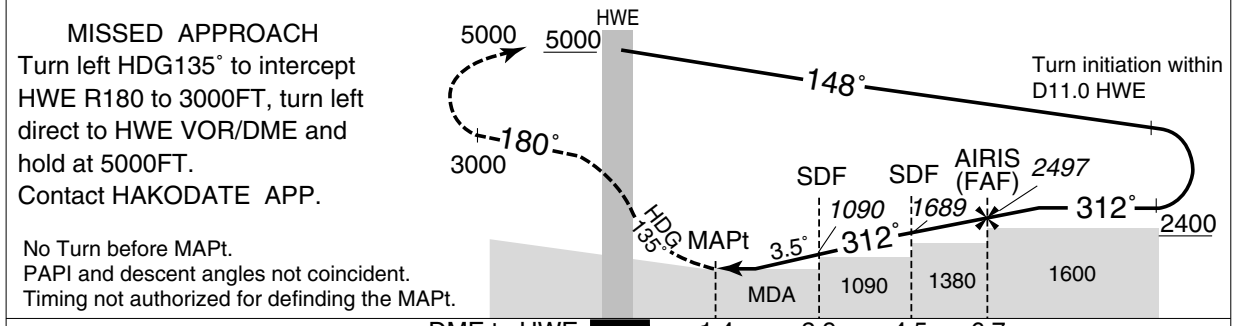 MISSED APPROACH
Turn left HDG135° to intercept
HWE R180 to 3000FT, turn left
direct to HWE VOR/DME and
hold at 5000FT.
Contact HAKODATE APP.
No Turn before MAPt.
PAPI and descent angles not coincident.
Timing not authorized for definding the MAPt.
HWE
5000
5000
148°
Turn initiation within
D11.0 HWE
180°
3000
HDG
135°
MAPt
SDF
SDF
AIRIS
(FAF)
2497
1090
1689
3.5°
312°
312°
2400
MDA
1090
1380
1600
DME to HWE